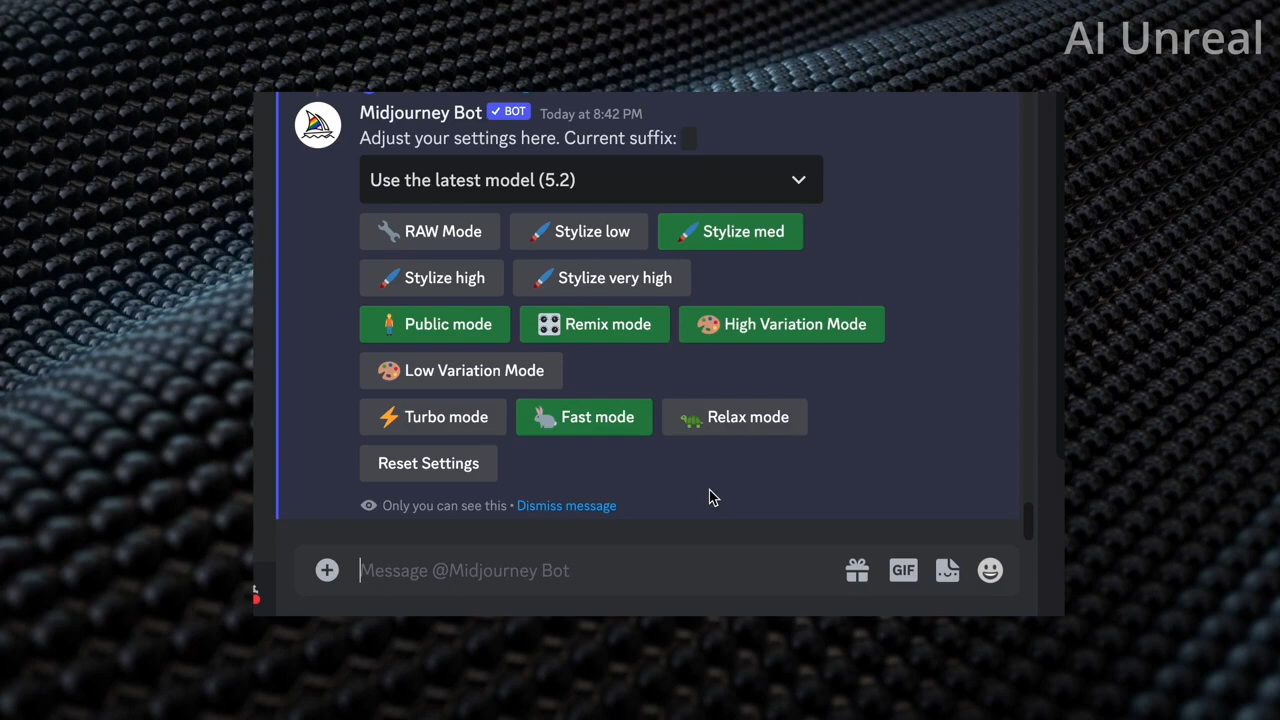 AI Unreal
Midjourney Bot ✓ BOT Today at 8:42 PM
Adjust your settings here. Current suffix:
Use the latest model (5.2)
RAW Mode Stylize low Stylize med
Stylize high Stylize very high
Public mode Remix mode High Variation Mode
Low Variation Mode
Turbo mode Fast mode Relax mode
Reset Settings
Only you can see this • Dismiss message
Message @Midjourney Bot GIF